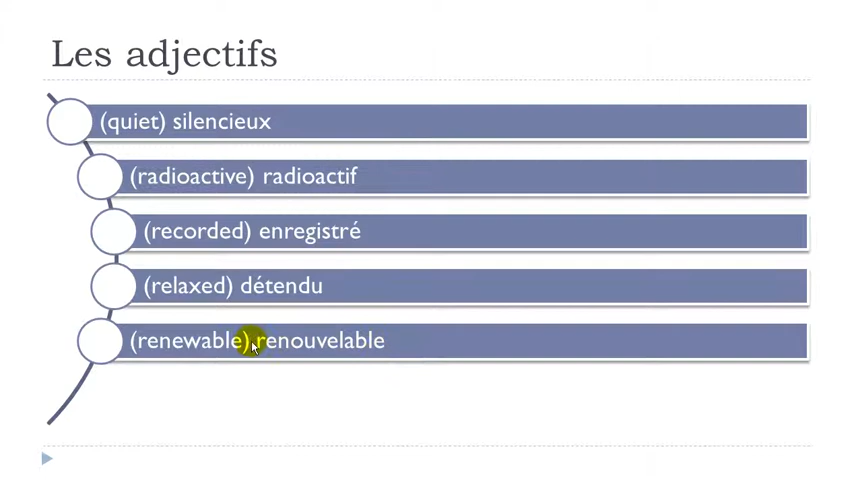 Les adjectifs
(quiet) silencieux
(radioactive) radioactif
(recorded) enregistré
(relaxed) détendu
(renewable) renouvelable